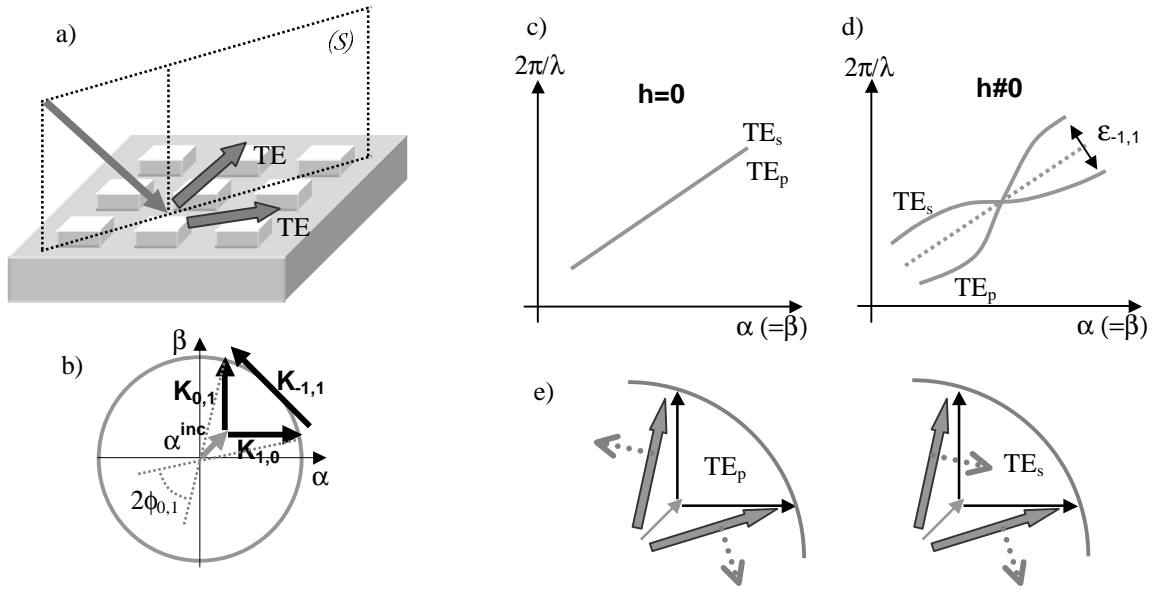 a)
(S)
TE
TE
b)
β
K0,1
K-1,1
αinc
K1,0
α
2ϕ0,1
c)
2π/λ
h=0
TEs
TEp
α (=β)
d)
2π/λ
h#0
ε-1,1
TEs
TEp
α (=β)
e)
TEp
TEs